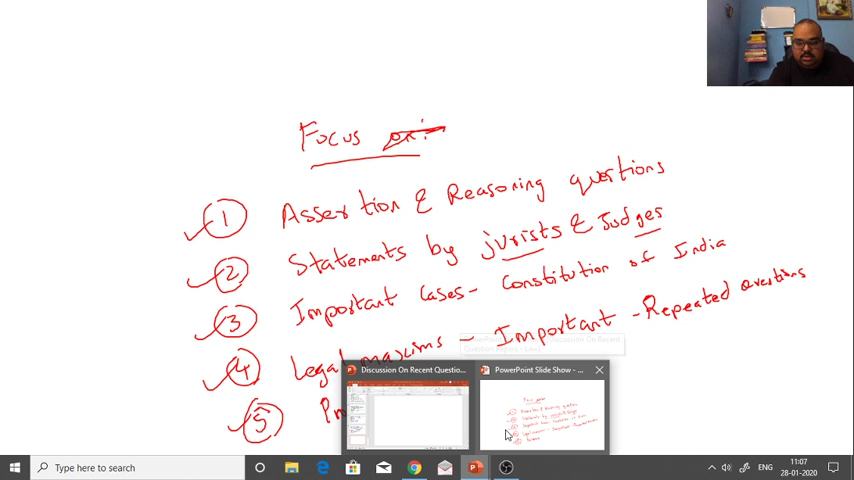 Focus on:
1 Assertion & Reasoning questions
2 Statements by jurists & Judges
3 Important Cases - Constitution of India
4 Legal maxims - Important - Repeated Questions
5
Discussion On Recent Questio...
PowerPoint Slide Show - ...
Type here to search
ENG
11:07
28-01-2020